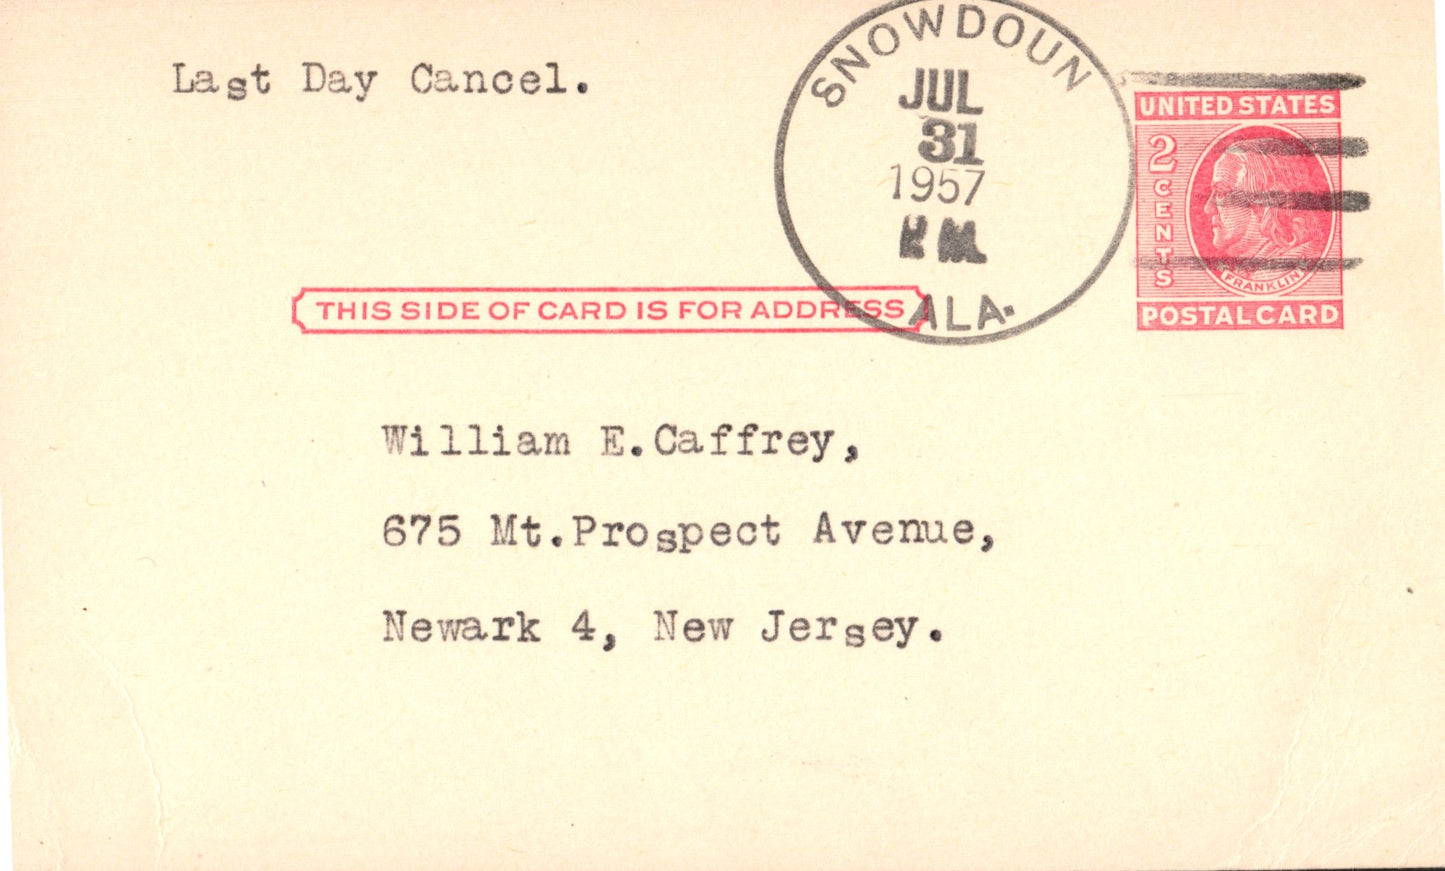 Last Day Cancel.
SNOWDOUN
JUL
31
1957
P M.
ALA.
UNITED STATES
2 CENTS
FRANKLIN
POSTAL CARD
THIS SIDE OF CARD IS FOR ADDRESS
William E.Caffrey,
675 Mt.Prospect Avenue,
Newark 4, New Jersey.